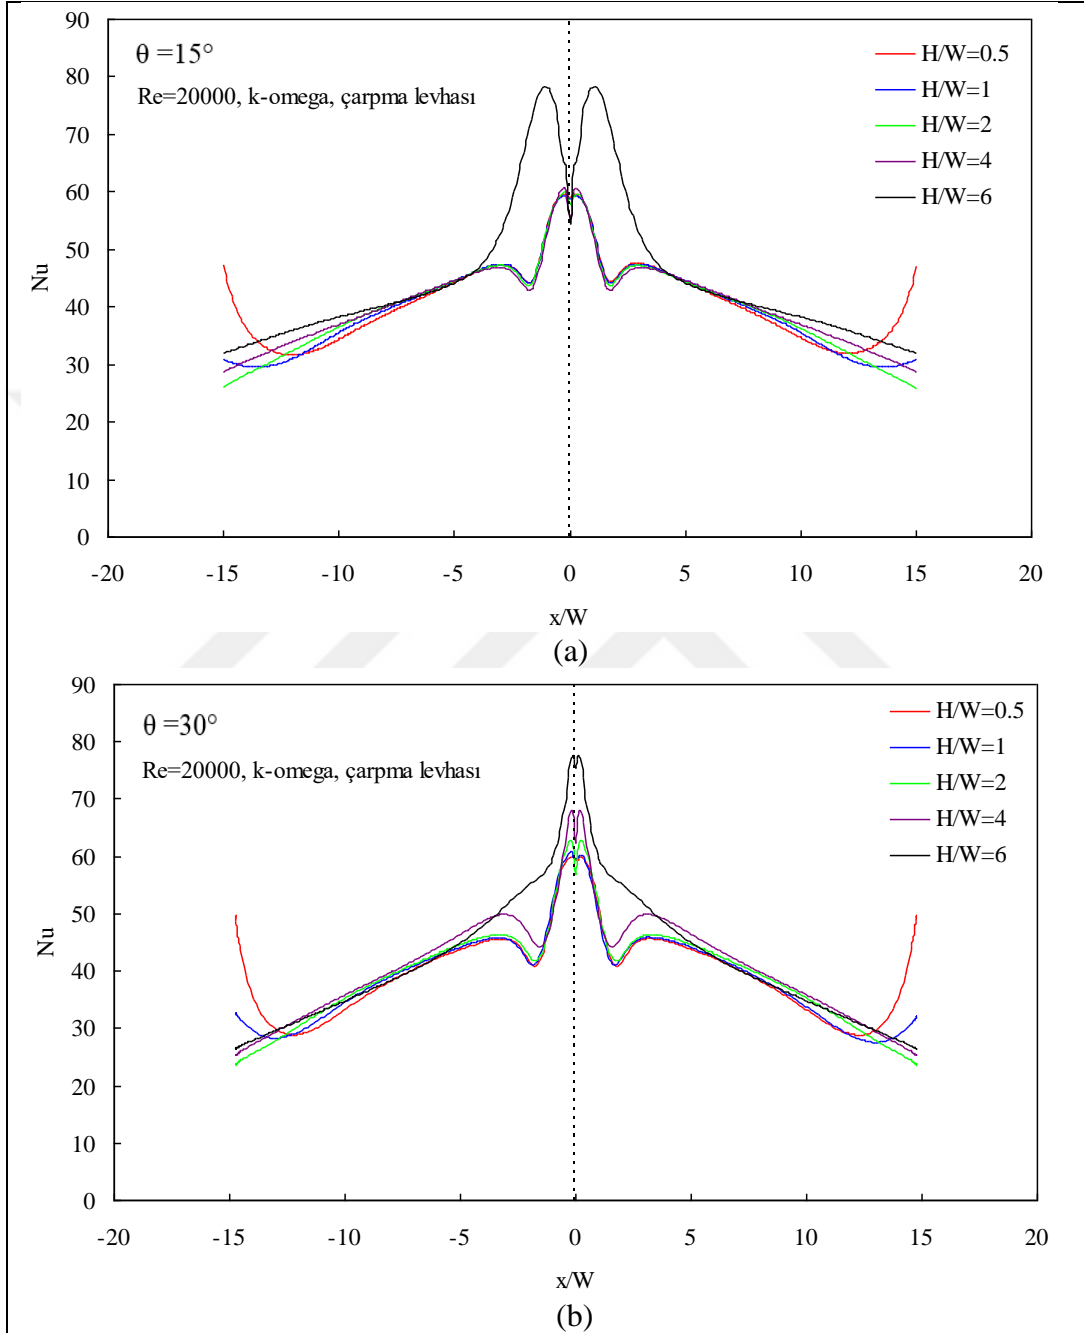 90
80
70
60
50
40
30
20
10
0
Nu
θ =15°
Re=20000, k-omega, çarpma levhası
H/W=0.5
H/W=1
H/W=2
H/W=4
H/W=6
-20 -15 -10 -5 0 5 10 15 20
x/W
(a)
90
80
70
60
50
40
30
20
10
0
Nu
θ =30°
Re=20000, k-omega, çarpma levhası
H/W=0.5
H/W=1
H/W=2
H/W=4
H/W=6
-20 -15 -10 -5 0 5 10 15 20
x/W
(b)